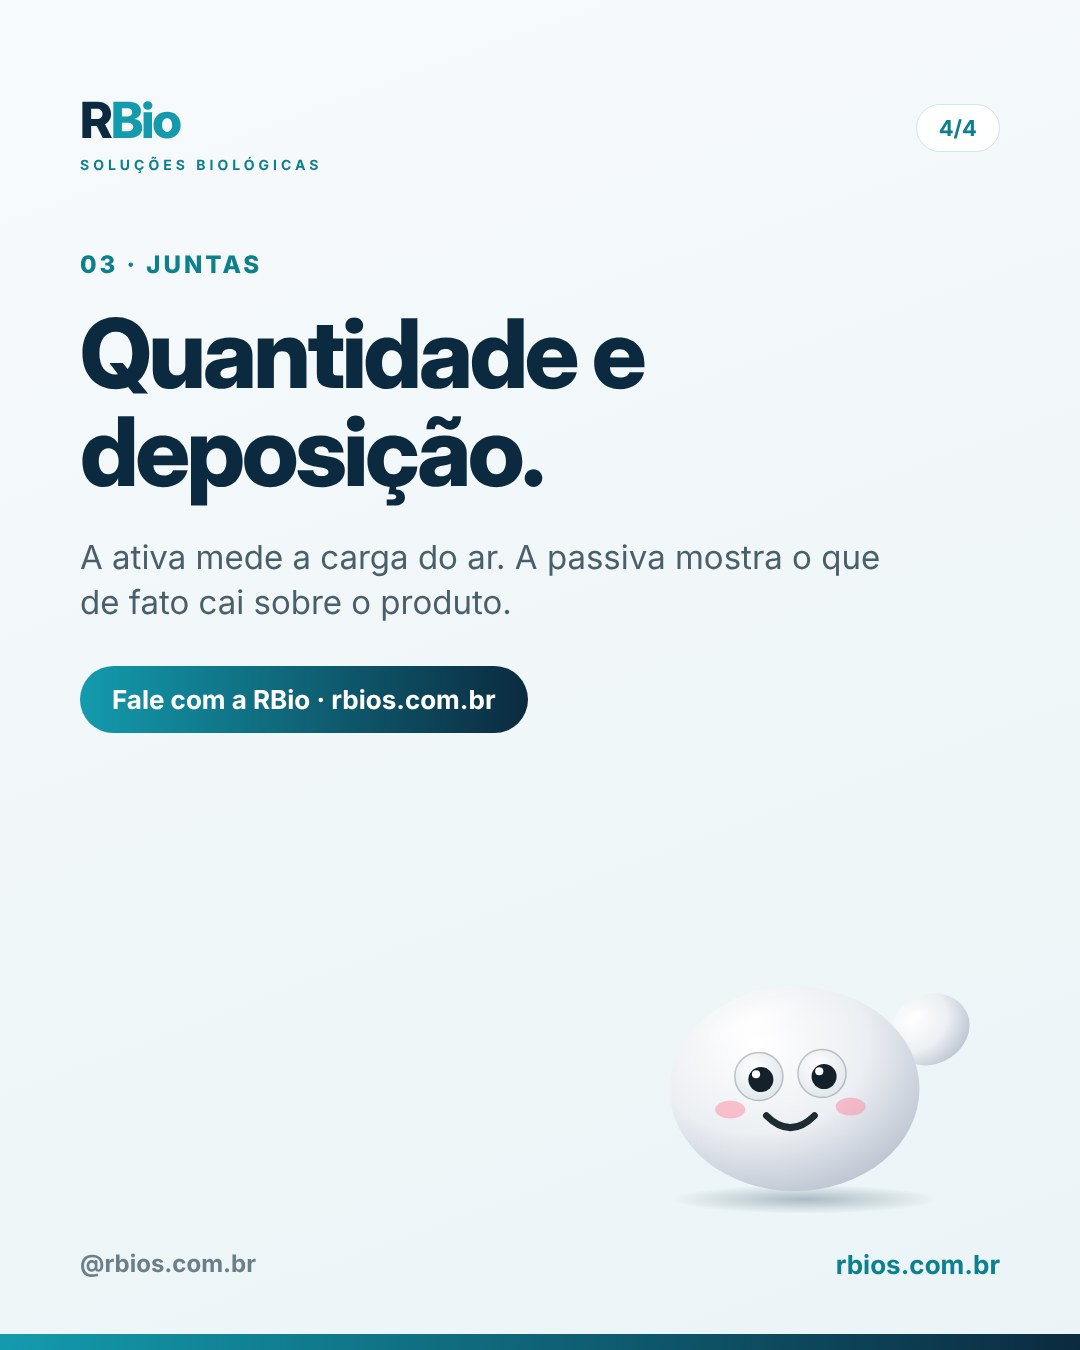 RBio
SOLUÇÕES BIOLÓGICAS
4/4
03 · JUNTAS
Quantidade e
deposição.
A ativa mede a carga do ar. A passiva mostra o que
de fato cai sobre o produto.
Fale com a RBio · rbios.com.br
@rbios.com.br
rbios.com.br